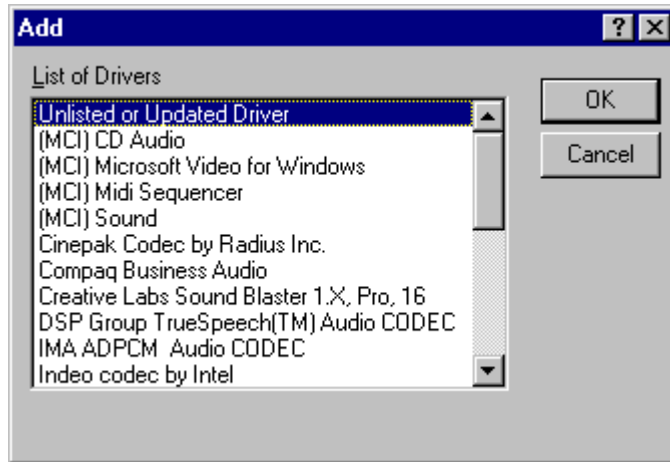 Add
List of Drivers
Unlisted or Updated Driver
(MCI) CD Audio
(MCI) Microsoft Video for Windows
(MCI) Midi Sequencer
(MCI) Sound
Cinepak Codec by Radius Inc.
Compaq Business Audio
Creative Labs Sound Blaster 1.X, Pro, 16
DSP Group TrueSpeech(TM) Audio CODEC
IMA ADPCM  Audio CODEC
Indeo codec by Intel
OK
Cancel